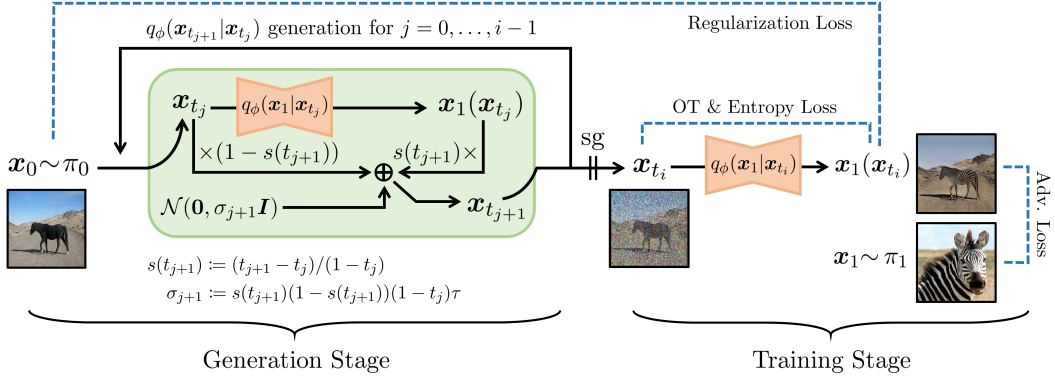 Regularization Loss
q_ϕ(x_{t_{j+1}}|x_{t_j}) generation for j = 0, . . . , i − 1
x_{t_j}
q_ϕ(x_1|x_{t_j})
x_1(x_{t_j})
OT & Entropy Loss
×(1 − s(t_{j+1}))
s(t_{j+1})×
⊕
sg
x_0 ∼ π_0
x_{t_i}
q_ϕ(x_1|x_{t_i})
x_1(x_{t_i})
N(0, σ_{j+1}I)
x_{t_{j+1}}
Adv. Loss
x_1 ∼ π_1
s(t_{j+1}) := (t_{j+1} − t_j)/(1 − t_j)
σ_{j+1} := s(t_{j+1})(1 − s(t_{j+1}))(1 − t_j)τ
Generation Stage
Training Stage